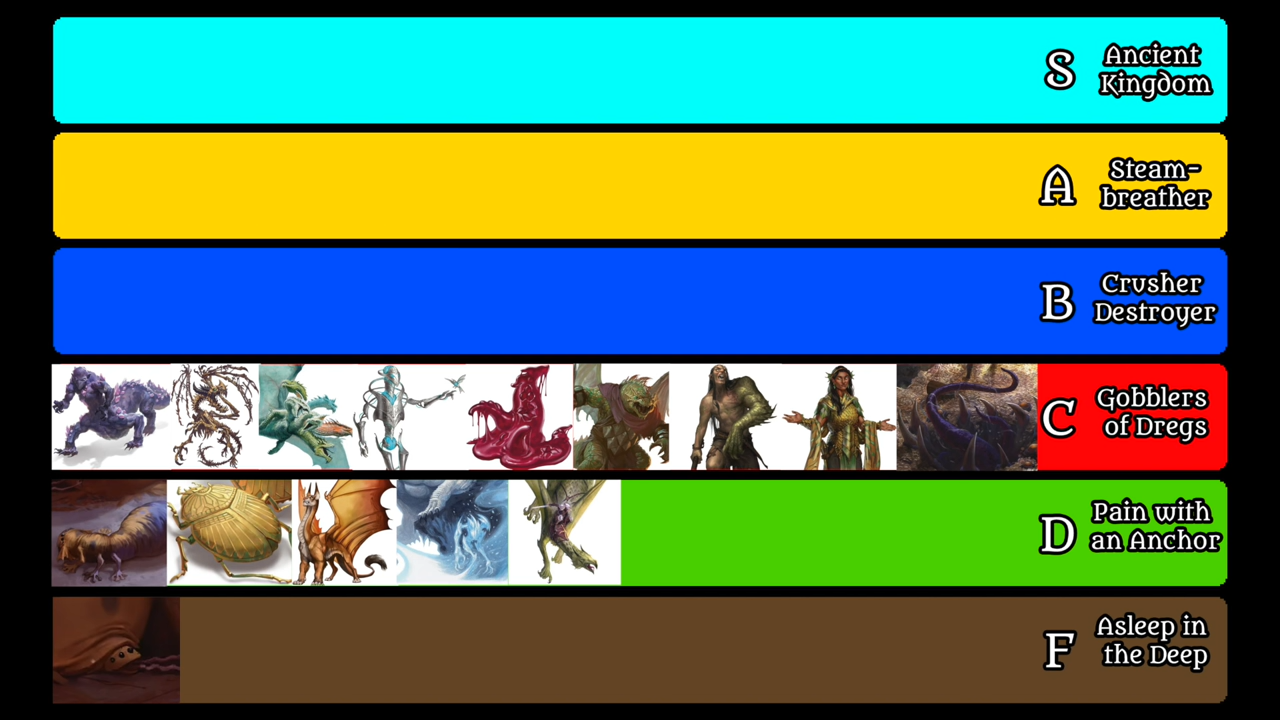 S Ancient
Kingdom
A Steam-
breather
B Crusher
Destroyer
C Gobblers
of Dregs
D Pain with
an Anchor
F Asleep in
the Deep